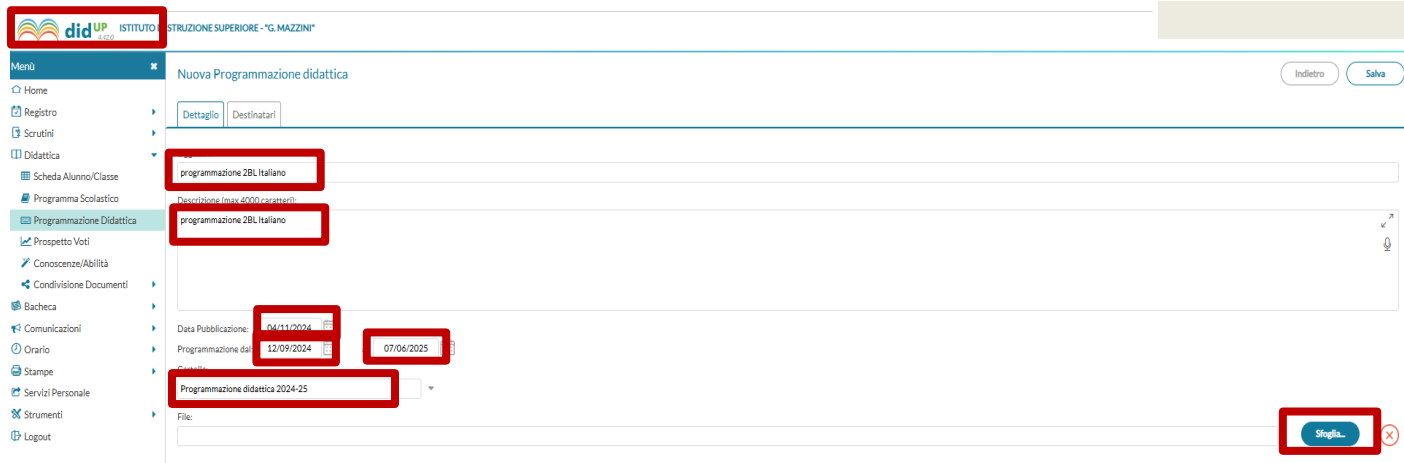 didUP ISTITUTO STRUZIONE SUPERIORE - "G. MAZZINI"
4.42.0
Menù
Nuova Programmazione didattica
Indietro
Salva
Home
Registro
Dettaglio
Destinatari
Scrutini
Didattica
Scheda Alunno/Classe
programmazione 2BL Italiano
Programma Scolastico
Descrizione (max 4000 caratteri):
Programmazione Didattica
programmazione 2BL Italiano
Prospetto Voti
Conoscenze/Abilità
Condivisione Documenti
Bacheca
Comunicazioni
Data Pubblicazione: 04/11/2024
Orario
Programmazione dal: 12/09/2024 07/06/2025
Stampe
Programmazione didattica 2024-25
Servizi Personale
Strumenti
File:
Sfoglia...
Logout